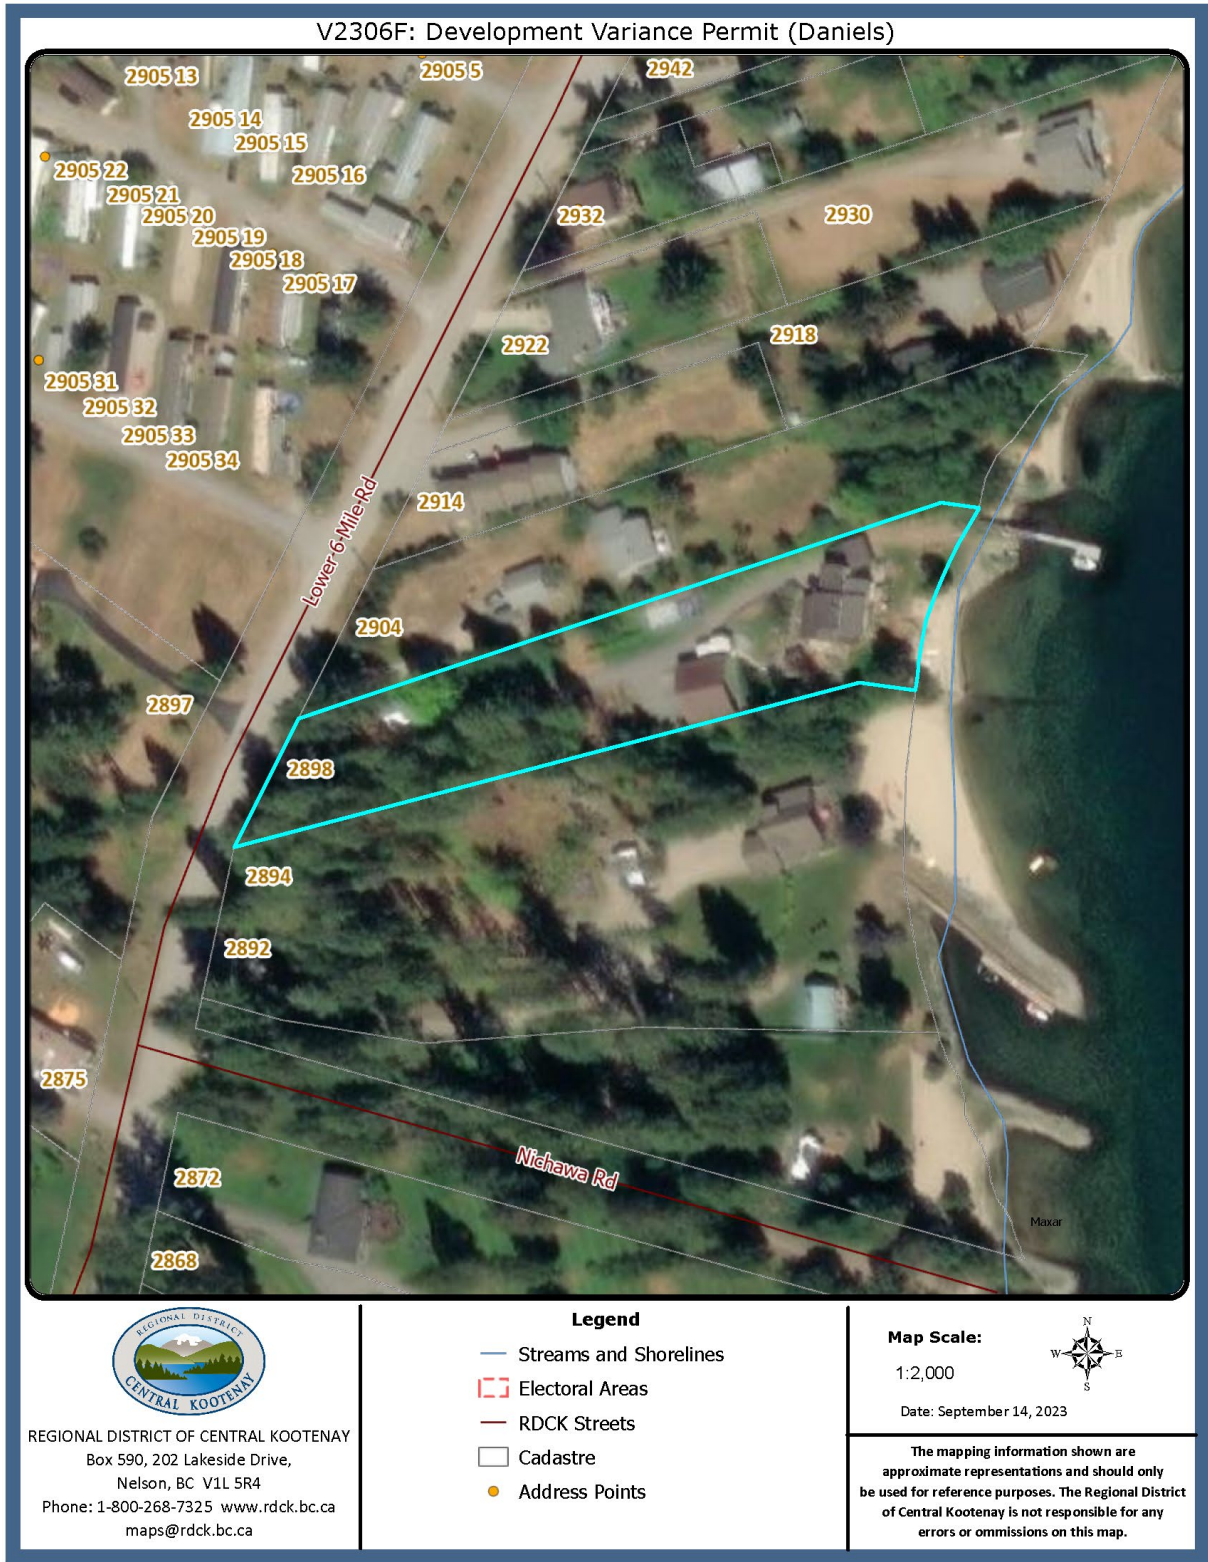 V2306F: Development Variance Permit (Daniels)
2905 13
2905 5
2942
2905 14
2905 15
2905 22
2905 16
2905 21
2905 20
2932
2930
2905 19
2905 18
2905 17
2922
2918
2905 31
2905 32
2905 33
2905 34
2914
Lower 6 Mile Rd
2904
2897
2898
2894
2892
2875
Nichawa Rd
2872
Maxar
2868
REGIONAL DISTRICT
CENTRAL KOOTENAY
REGIONAL DISTRICT OF CENTRAL KOOTENAY
Box 590, 202 Lakeside Drive,
Nelson, BC V1L 5R4
Phone: 1-800-268-7325 www.rdck.bc.ca
maps@rdck.bc.ca
Legend
Streams and Shorelines
Electoral Areas
RDCK Streets
Cadastre
Address Points
Map Scale:
1:2,000
N
W E
S
Date: September 14, 2023
The mapping information shown are
approximate representations and should only
be used for reference purposes. The Regional District
of Central Kootenay is not responsible for any
errors or ommissions on this map.